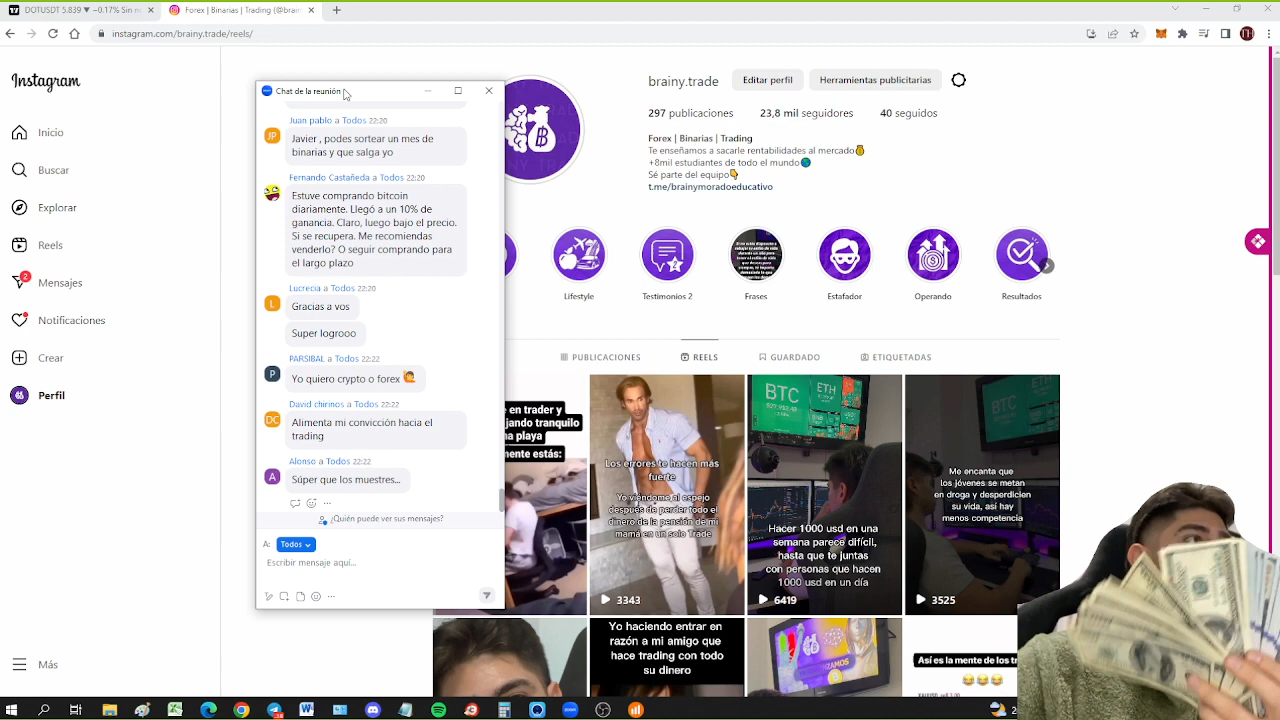 DOTUSDT 5.839 ▼ −0.17% Sin n
Forex | Binarias | Trading (@brain
instagram.com/brainy.trade/reels/
Instagram
Inicio
Buscar
Explorar
Reels
2
Mensajes
Notificaciones
Crear
Perfil
Más
Chat de la reunión
Juan pablo a Todos 22:20
JP
Javier , podes sortear un mes de
binarias y que salga yo
Fernando Castañeda a Todos 22:20
Estuve comprando bitcoin
diariamente. Llegó a un 10% de
ganancia. Claro, luego bajo el precio.
Si se recupera. Me recomiendas
venderlo? O seguir comprando para
el largo plazo
Lucrecia a Todos 22:20
L
Gracias a vos
Super logrooo
PARSIBAL a Todos 22:22
P
Yo quiero crypto o forex
David chirinos a Todos 22:22
DC
Alimenta mi convicción hacia el
trading
Alonso a Todos 22:22
A
Súper que los muestres...
¿Quién puede ver sus mensajes?
A: Todos
Escribir mensaje aquí...
brainy.trade
Editar perfil
Herramientas publicitarias
297 publicaciones
23,8 mil seguidores
40 seguidos
Forex | Binarias | Trading
Te enseñamos a sacarle rentabilidades al mercado
+8mil estudiantes de todo el mundo
Sé parte del equipo
t.me/brainymoradoeducativo
Lifestyle
Testimonios 2
Frases
Estafador
Operando
Resultados
PUBLICACIONES
REELS
GUARDADO
ETIQUETADAS
e en trader y
jando tranquilo
na playa
mente estás:
Los errores te hacen más
fuerte
Yo viéndome al espejo
después de perder todo el
dinero de la pensión de mi
mamá en un solo Trade
3343
BTC
ETH
Hacer 1000 usd en una
semana parece difícil,
hasta que te juntas
con personas que hacen
1000 usd en un día
6419
Me encanta que
los jóvenes se metan
en droga y desperdicien
su vida, así hay
menos competencia
3525
Yo haciendo entrar en
razón a mi amigo que
hace trading con todo
su dinero
Así es la mente de los tr